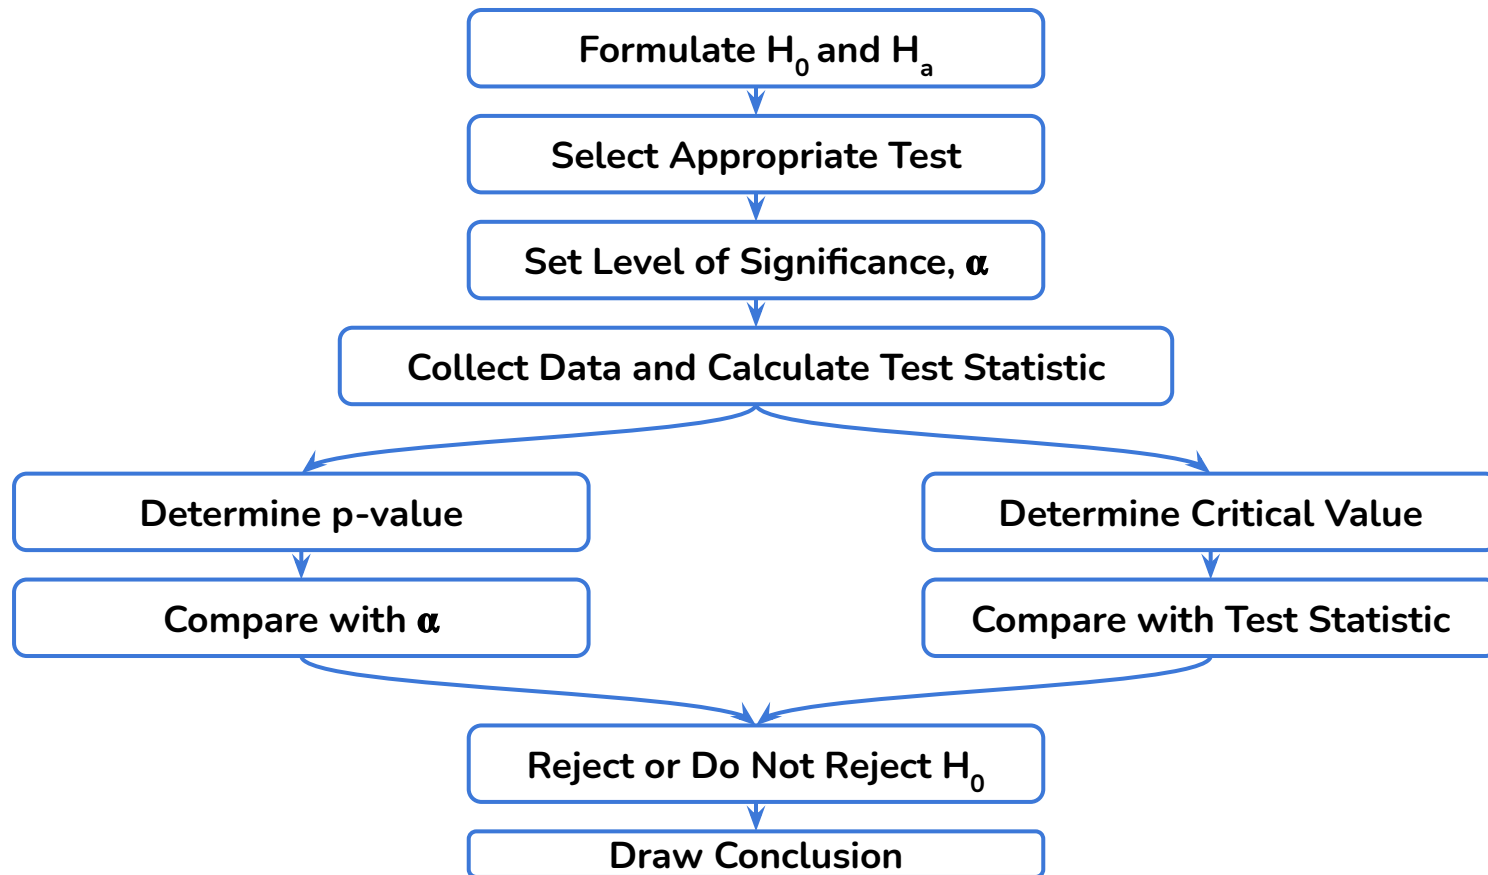 Formulate H₀ and Hₐ
Select Appropriate Test
Set Level of Significance, α
Collect Data and Calculate Test Statistic
Determine p-value
Compare with α
Determine Critical Value
Compare with Test Statistic
Reject or Do Not Reject H₀
Draw Conclusion